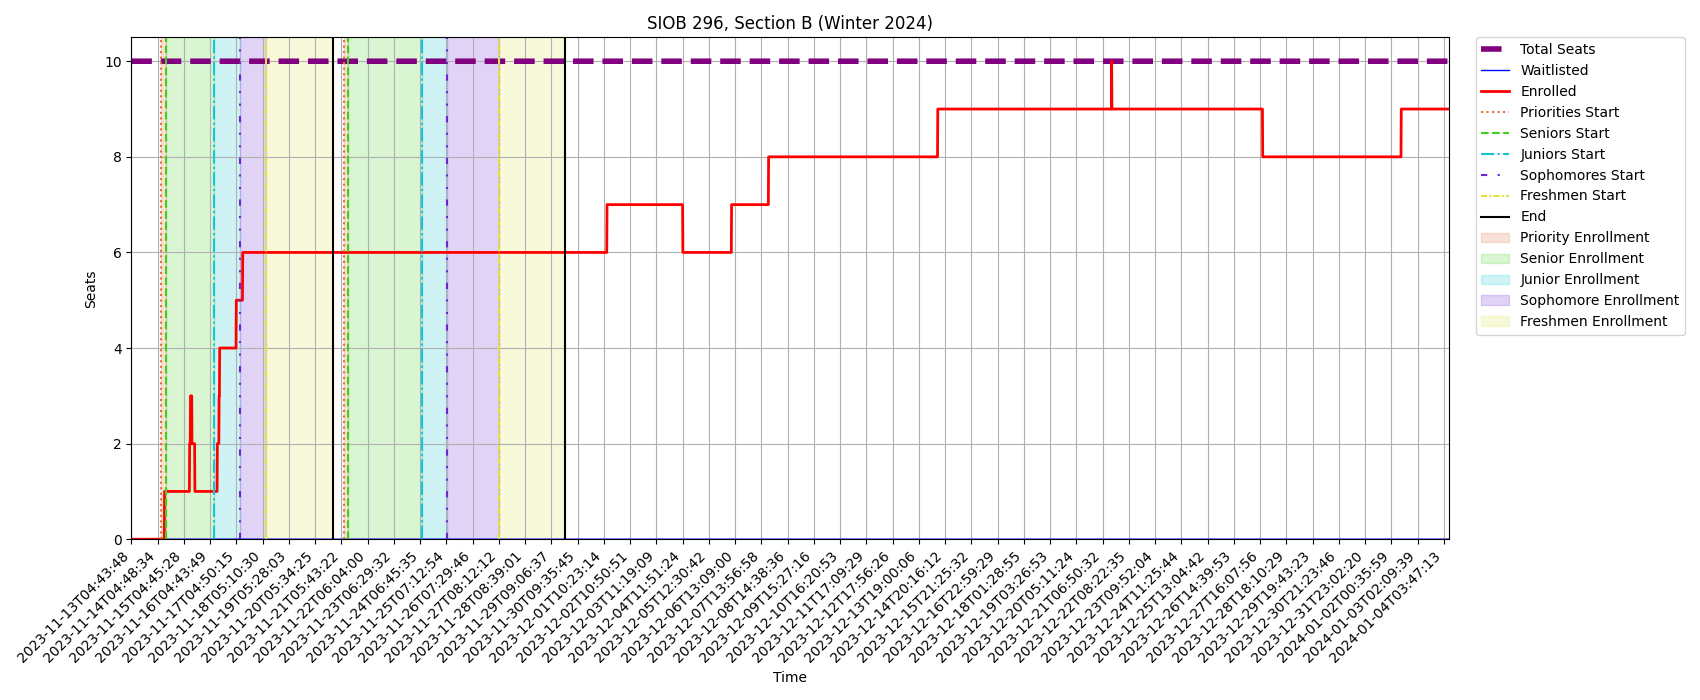 SIOB 296, Section B (Winter 2024)
Seats
10
8
6
4
2
0
2023-11-13T04:43:48
2023-11-14T04:48:34
2023-11-15T04:45:28
2023-11-16T04:43:49
2023-11-17T04:50:15
2023-11-18T05:10:30
2023-11-19T05:28:03
2023-11-20T05:34:25
2023-11-21T05:43:22
2023-11-22T06:04:00
2023-11-23T06:29:32
2023-11-24T06:45:35
2023-11-25T07:12:54
2023-11-26T07:29:46
2023-11-27T08:12:12
2023-11-28T08:39:01
2023-11-29T09:06:37
2023-11-30T09:35:45
2023-12-01T10:23:14
2023-12-02T10:50:51
2023-12-03T11:19:09
2023-12-04T11:51:24
2023-12-05T12:30:42
2023-12-06T13:09:00
2023-12-07T13:56:58
2023-12-08T14:38:36
2023-12-09T15:27:16
2023-12-10T16:20:53
2023-12-11T17:09:29
2023-12-12T17:56:26
2023-12-13T19:00:06
2023-12-14T20:16:12
2023-12-15T21:25:32
2023-12-16T22:59:29
2023-12-18T01:28:55
2023-12-19T03:26:53
2023-12-20T05:11:24
2023-12-21T06:50:32
2023-12-22T08:22:35
2023-12-23T09:52:04
2023-12-24T11:25:44
2023-12-25T13:04:42
2023-12-26T14:39:53
2023-12-27T16:07:56
2023-12-28T18:10:29
2023-12-29T19:43:23
2023-12-30T21:23:46
2023-12-31T23:02:20
2024-01-02T00:35:59
2024-01-03T02:09:39
2024-01-04T03:47:13
Time
Total Seats
Waitlisted
Enrolled
Priorities Start
Seniors Start
Juniors Start
Sophomores Start
Freshmen Start
End
Priority Enrollment
Senior Enrollment
Junior Enrollment
Sophomore Enrollment
Freshmen Enrollment